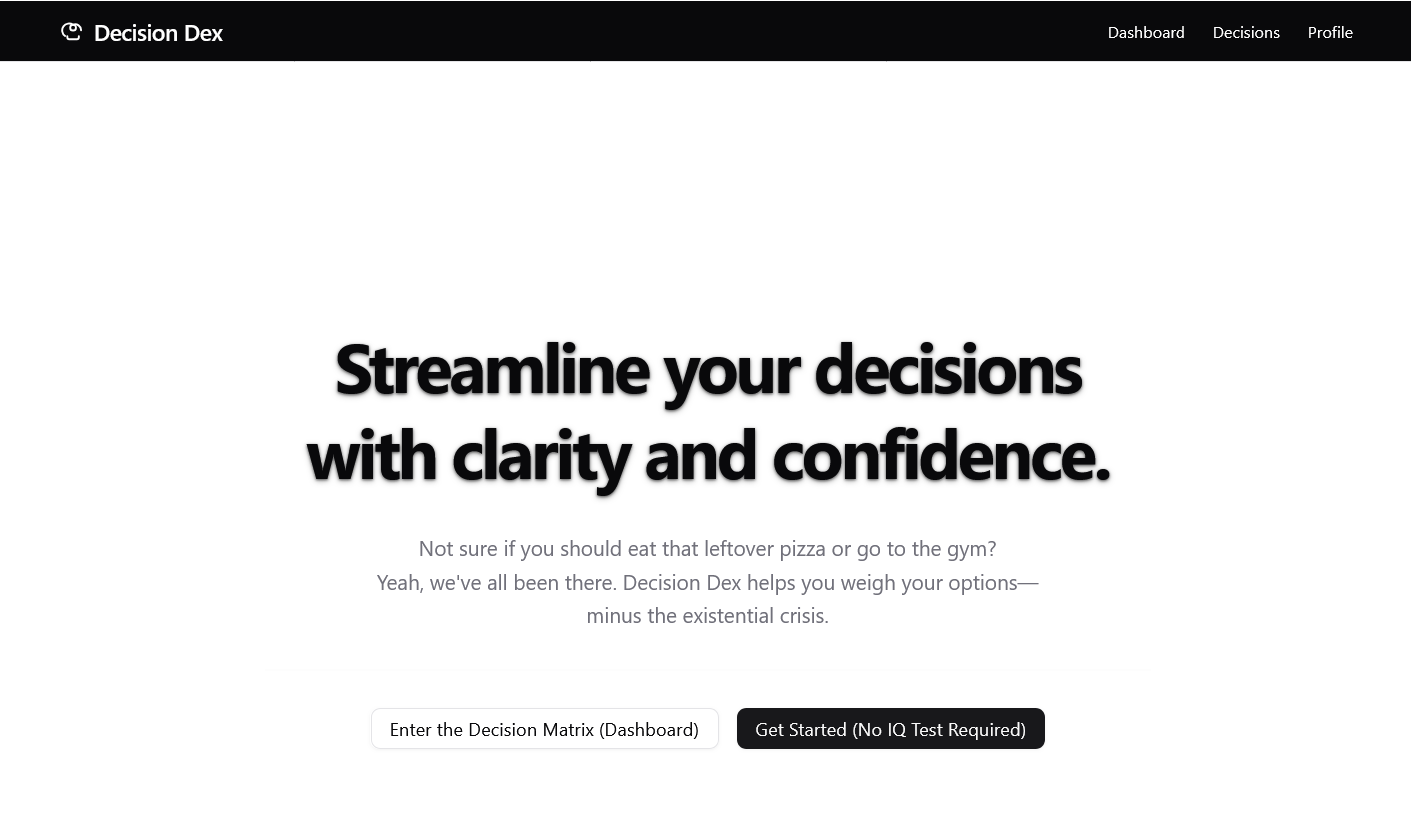 Decision Dex
Dashboard
Decisions
Profile
Streamline your decisions
with clarity and confidence.
Not sure if you should eat that leftover pizza or go to the gym?
Yeah, we've all been there. Decision Dex helps you weigh your options—
minus the existential crisis.
Enter the Decision Matrix (Dashboard)
Get Started (No IQ Test Required)